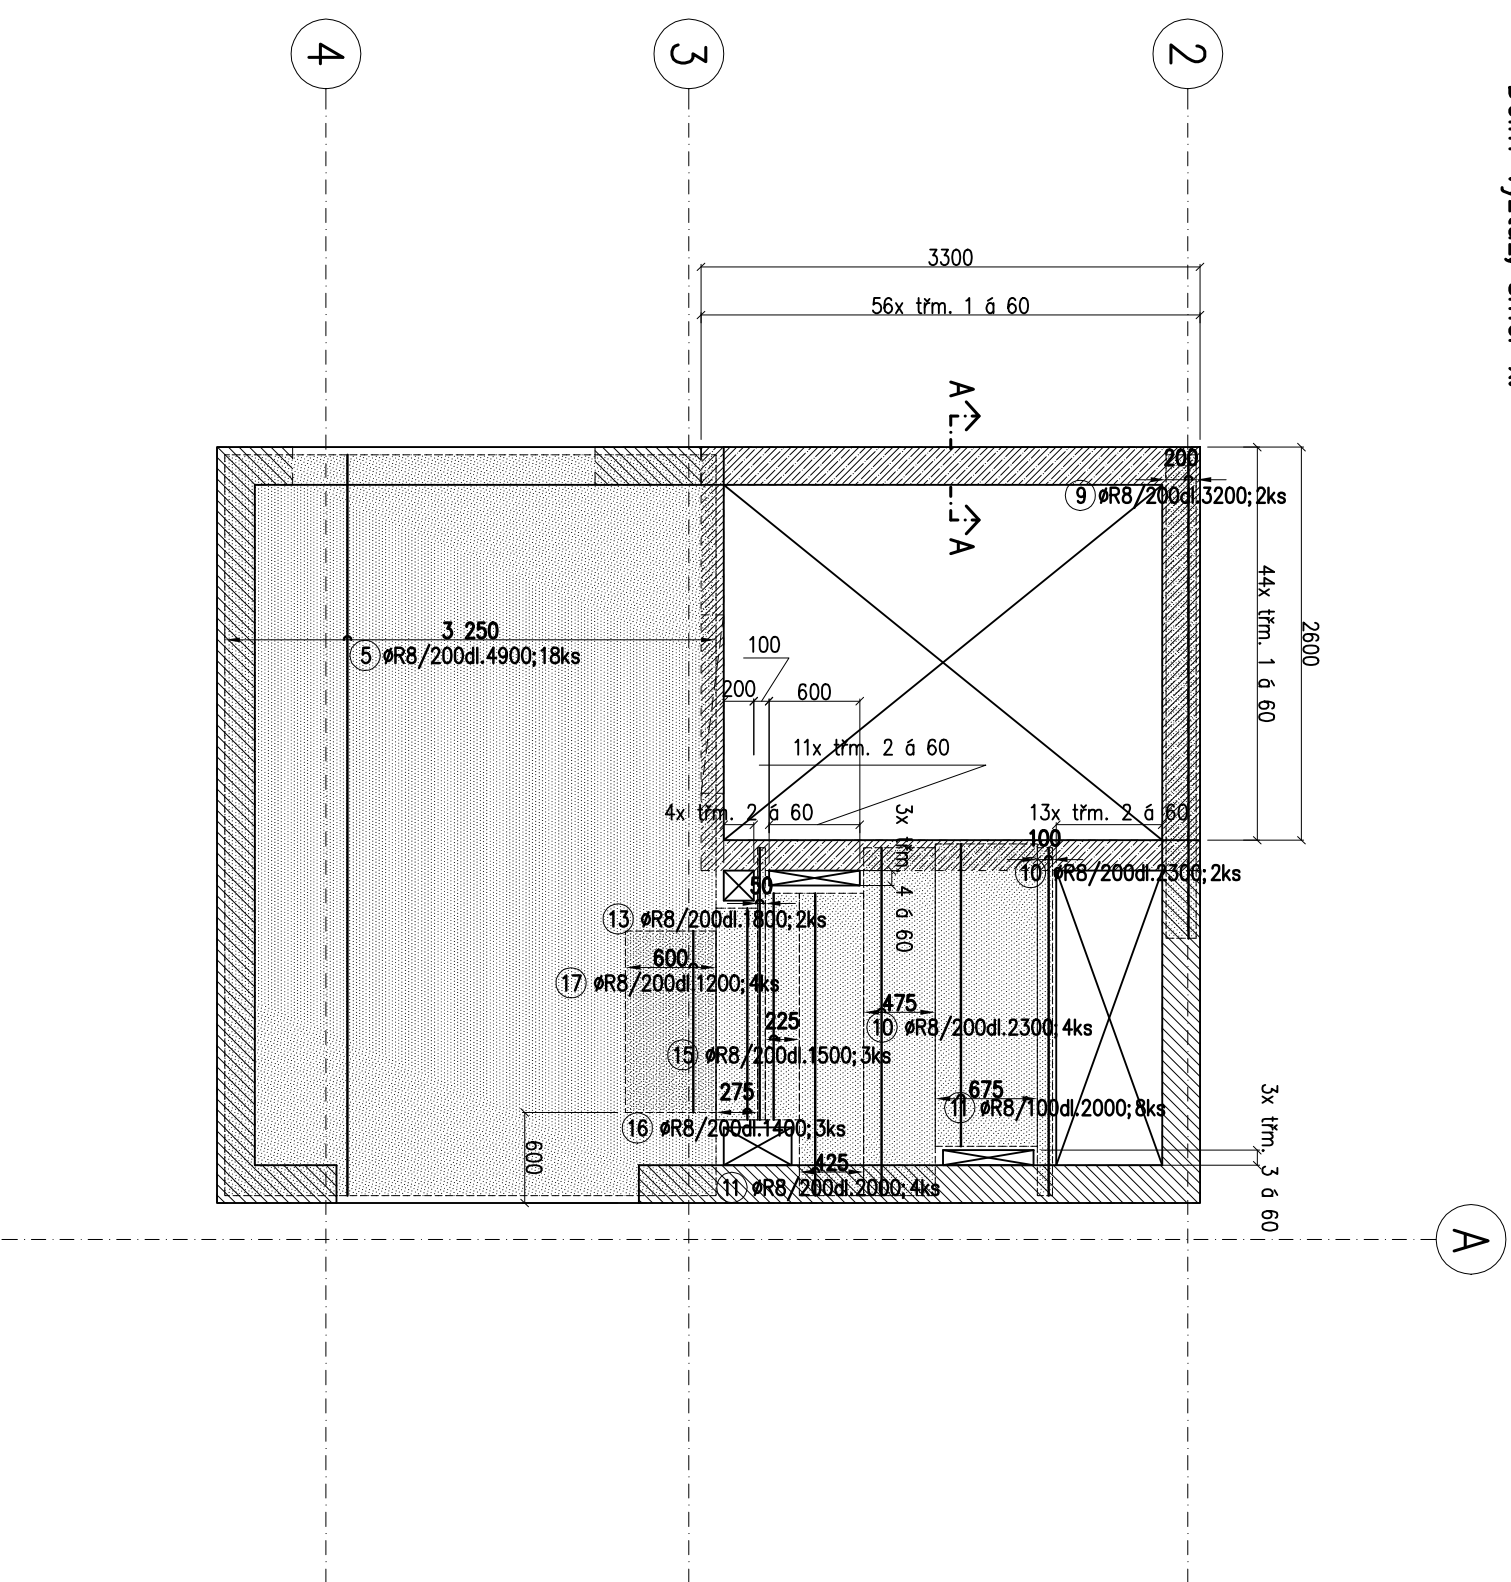 4
3
2
3300
56x třm. 1 á 60
A
200
9 øR8/200dl.3200;2ks
A
44x třm. 1 á 60
2600
3 250
5 øR8/200dl.4900;18ks
100
200
600
11x třm. 2 á 60
4x třm. 2 á 60
3x třm. 4 á 60
13x třm. 2 á 60
100
10 øR8/200dl.2300;2ks
50
13 øR8/200dl.1800;2ks
600
17 øR8/200dl.1200;4ks
475
10 øR8/200dl.2300;4ks
225
15 øR8/200dl.1500;3ks
675
11 øR8/100dl.2000;8ks
275
16 øR8/200dl.1400;3ks
600
425
11 øR8/200dl.2000;4ks
3x třm. 3 á 60
A